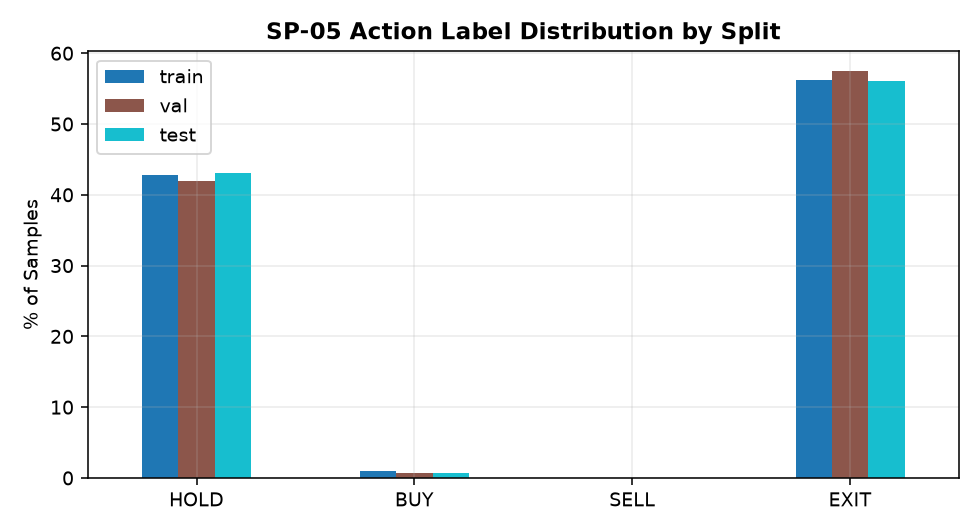 SP-05 Action Label Distribution by Split
60
50
40
30
20
10
0
% of Samples
train
val
test
HOLD
BUY
SELL
EXIT